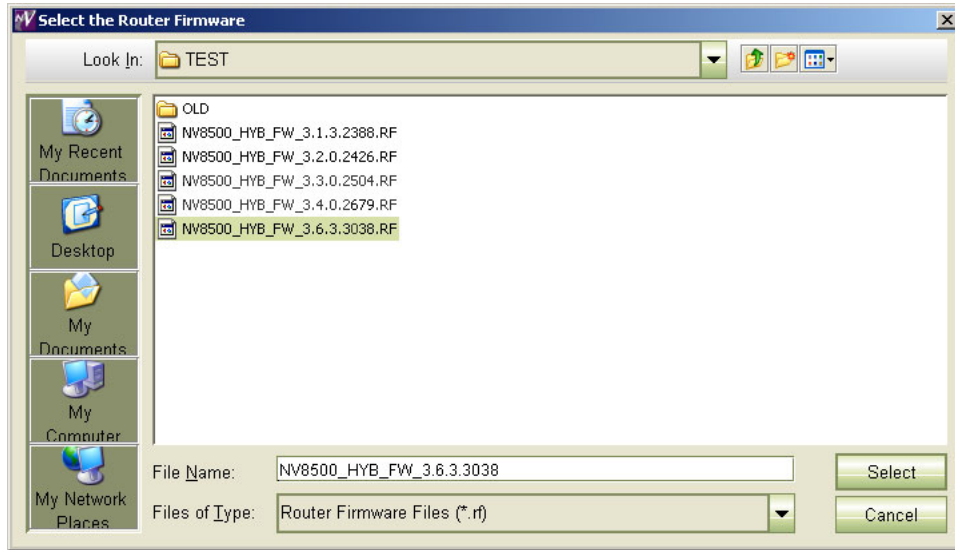 Select the Router Firmware
Look In: TEST
OLD
NV8500_HYB_FW_3.1.3.2388.RF
NV8500_HYB_FW_3.2.0.2426.RF
NV8500_HYB_FW_3.3.0.2504.RF
NV8500_HYB_FW_3.4.0.2679.RF
NV8500_HYB_FW_3.6.3.3038.RF
My Recent
Documents
Desktop
My
Documents
My
Computer
My Network
Places
File Name: NV8500_HYB_FW_3.6.3.3038
Select
Files of Type: Router Firmware Files (*.rf)
Cancel